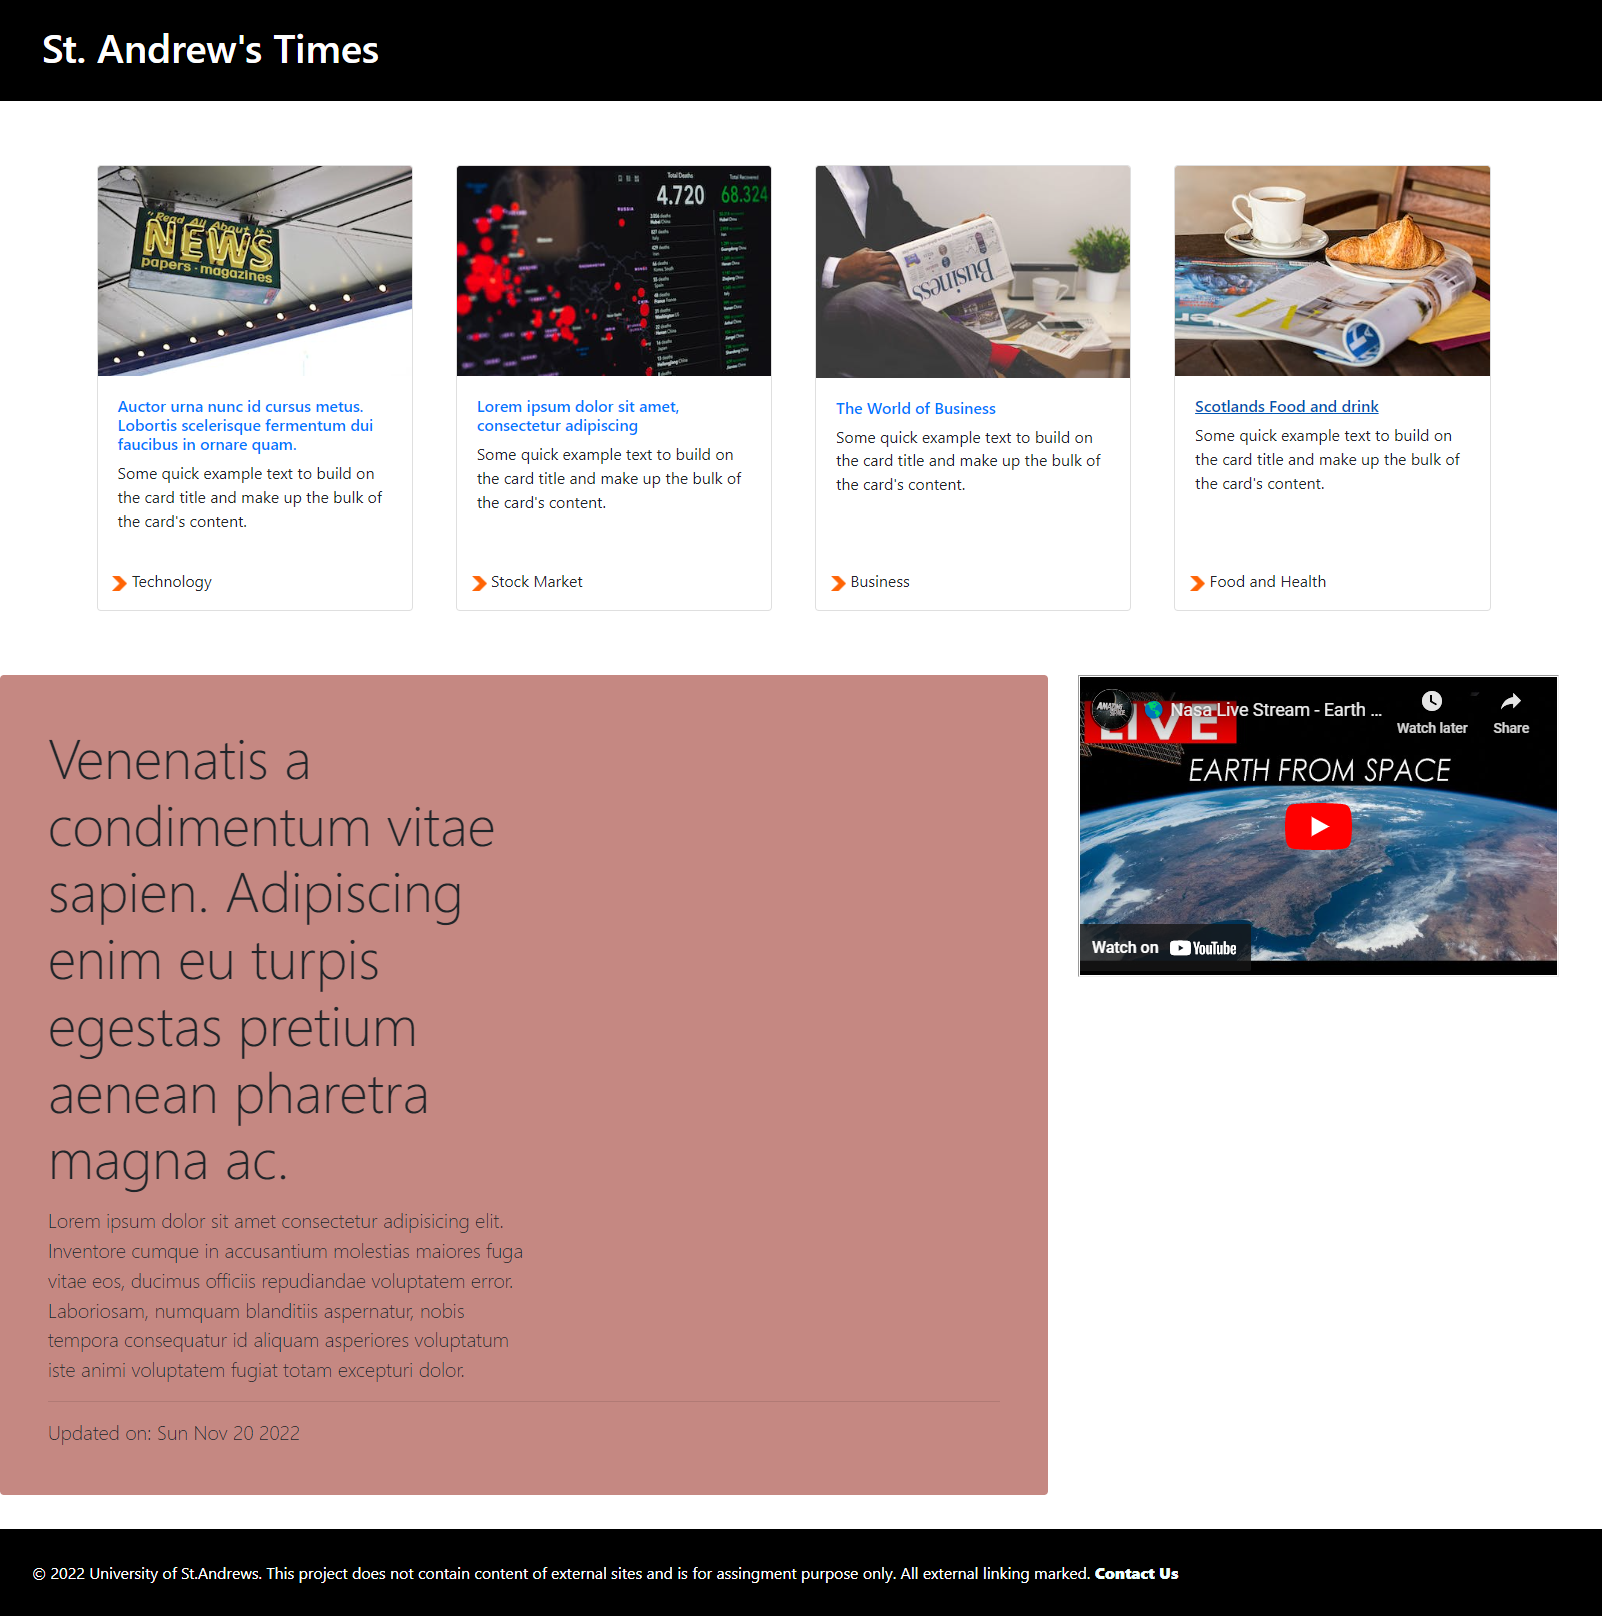 St. Andrew's Times
"Read All About It"
NEWS
papers - magazines
Total Deaths
4.720
Total Recovered
68.324
RUSSIA
Business
Auctor urna nunc id cursus metus.
Lobortis scelerisque fermentum dui
faucibus in ornare quam.
Some quick example text to build on
the card title and make up the bulk of
the card's content.
Technology
Lorem ipsum dolor sit amet,
consectetur adipiscing
Some quick example text to build on
the card title and make up the bulk of
the card's content.
Stock Market
The World of Business
Some quick example text to build on
the card title and make up the bulk of
the card's content.
Business
Scotlands Food and drink
Some quick example text to build on
the card title and make up the bulk of
the card's content.
Food and Health
Venenatis a
condimentum vitae
sapien. Adipiscing
enim eu turpis
egestas pretium
aenean pharetra
magna ac.
Lorem ipsum dolor sit amet consectetur adipisicing elit.
Inventore cumque in accusantium molestias maiores fuga
vitae eos, ducimus officiis repudiandae voluptatem error.
Laboriosam, numquam blanditiis aspernatur, nobis
tempora consequatur id aliquam asperiores voluptatum
iste animi voluptatem fugiat totam excepturi dolor.
Updated on: Sun Nov 20 2022
AMAZING SPACE
Nasa Live Stream - Earth ...
Watch later
Share
LIVE
EARTH FROM SPACE
Watch on YouTube
© 2022 University of St.Andrews. This project does not contain content of external sites and is for assingment purpose only. All external linking marked. Contact Us